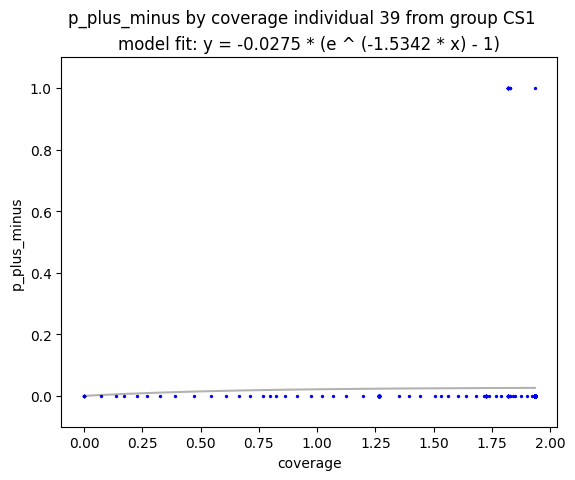 p_plus_minus by coverage individual 39 from group CS1
model fit: y = -0.0275 * (e ^ (-1.5342 * x) - 1)
1.0
0.8
0.6
0.4
0.2
0.0
p_plus_minus
0.00 0.25 0.50 0.75 1.00 1.25 1.50 1.75 2.00
coverage